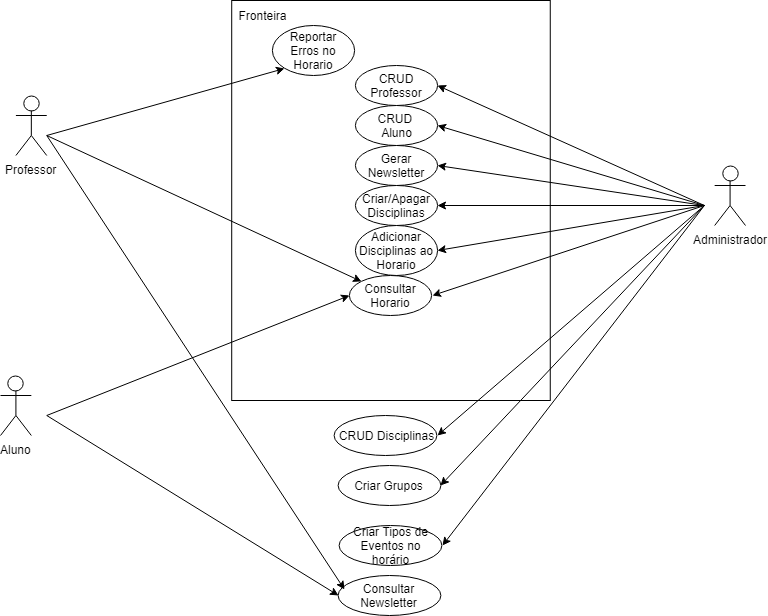 Fronteira
Reportar
Erros no
Horario
CRUD
Professor
CRUD
Aluno
Gerar
Newsletter
Criar/Apagar
Disciplinas
Adicionar
Disciplinas ao
Horario
Consultar
Horario
Professor
Administrador
Aluno
CRUD Disciplinas
Criar Grupos
Criar Tipos de
Eventos no
horário
Consultar
Newsletter